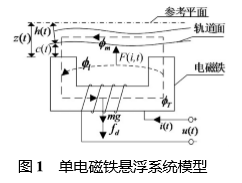 参考平面
h(t)
z(t)
轨道面
ϕm
c(t)
F(i,t)
ϕl
电磁铁
ϕT
mg
i(t)
fd
u(t)
图1 单电磁铁悬浮系统模型